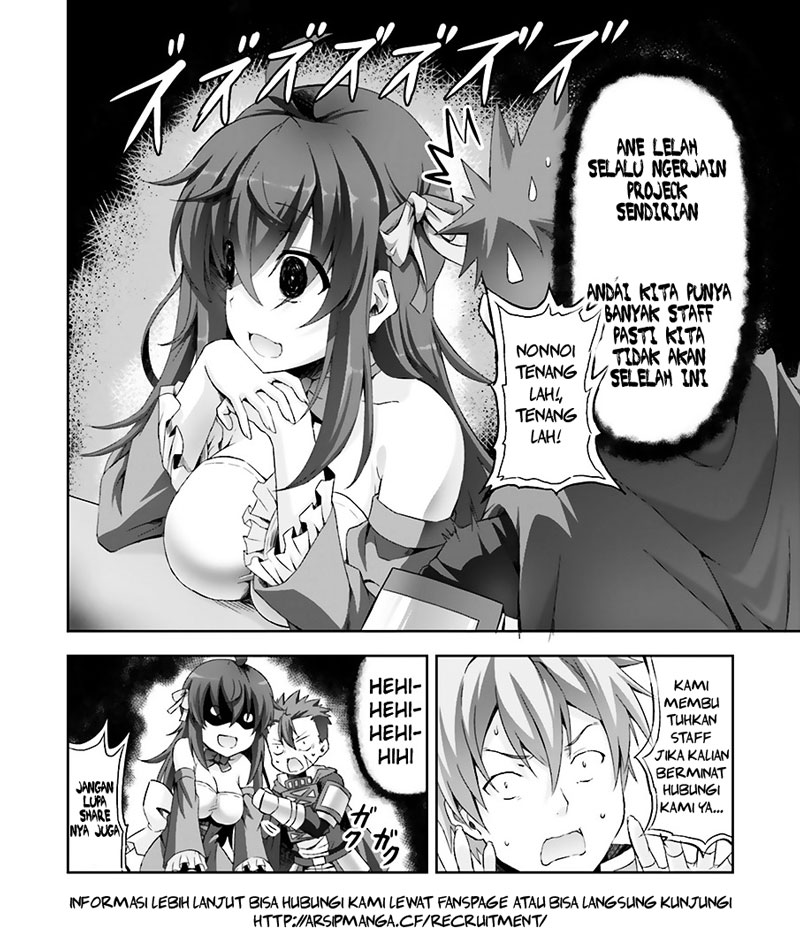 ズズズズズズズ
ANE LELAH
SELALU NGERJAIN
PROJECK
SENDIRIAN
ANDAI KITA PUNYA
BANYAK STAFF
PASTI KITA
TIDAK AKAN
SELELAH INI
NONNOI
TENANG
LAH!,
TENANG
LAH!
HEHI-
HEHI-
HEHI-
HIHI
ガクガク
JANGAN
LUPA
SHARE
NYA JUGA
KAMI
MEMBU
TUHKAN
STAFF
JIKA KALIAN
BERMINAT
HUBUNGI
KAMI YA...
INFORMASI LEBIH LANJUT BISA HUBUNGI KAMI LEWAT FANSPAGE ATAU BISA LANGSUNG KUNJUNGI
HTTP://ARSIPMANGA.CF/RECRUITMENT/